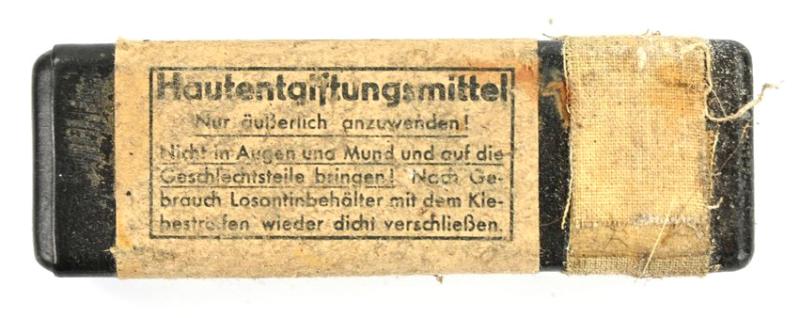 Hautentgiftungsmittel
Nur äußerlich anzuwenden!
Nicht in Augen und Mund und auf die
Geschlechtsteile bringen! Nach Ge-
brauch Losantinbehälter mit dem Kle-
bestreifen wieder dicht verschließen.